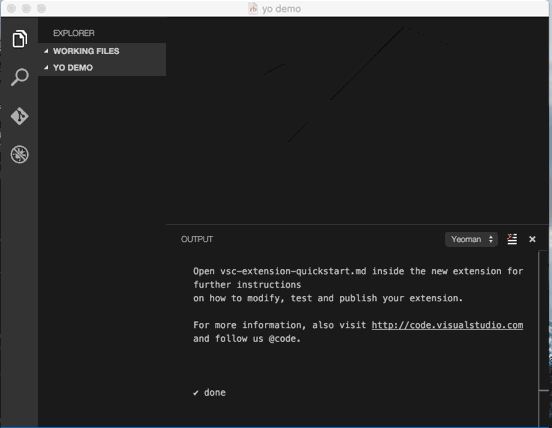 yo demo
EXPLORER
WORKING FILES
YO DEMO
OUTPUT
Yeoman
Open vsc-extension-quickstart.md inside the new extension for
further instructions
on how to modify, test and publish your extension.
For more information, also visit http://code.visualstudio.com
and follow us @code.
✔ done